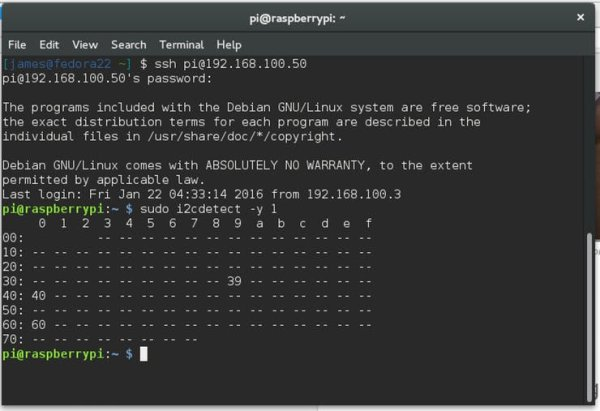 pi@raspberrypi: ~
×
File Edit View Search Terminal Help
[james@fedora22 ~] $ ssh pi@192.168.100.50
pi@192.168.100.50's password:

The programs included with the Debian GNU/Linux system are free software;
the exact distribution terms for each program are described in the
individual files in /usr/share/doc/*/copyright.

Debian GNU/Linux comes with ABSOLUTELY NO WARRANTY, to the extent
permitted by applicable law.
Last login: Fri Jan 22 04:33:14 2016 from 192.168.100.3
pi@raspberrypi:~ $ sudo i2cdetect -y 1
     0  1  2  3  4  5  6  7  8  9  a  b  c  d  e  f
00:          -- -- -- -- -- -- -- -- -- -- -- -- --
10: -- -- -- -- -- -- -- -- -- -- -- -- -- -- -- --
20: -- -- -- -- -- -- -- -- -- -- -- -- -- -- -- --
30: -- -- -- -- -- -- -- -- -- 39 -- -- -- -- -- --
40: 40 -- -- -- -- -- -- -- -- -- -- -- -- -- -- --
50: -- -- -- -- -- -- -- -- -- -- -- -- -- -- -- --
60: 60 -- -- -- -- -- -- -- -- -- -- -- -- -- -- --
70: -- -- -- -- -- -- -- --
pi@raspberrypi:~ $